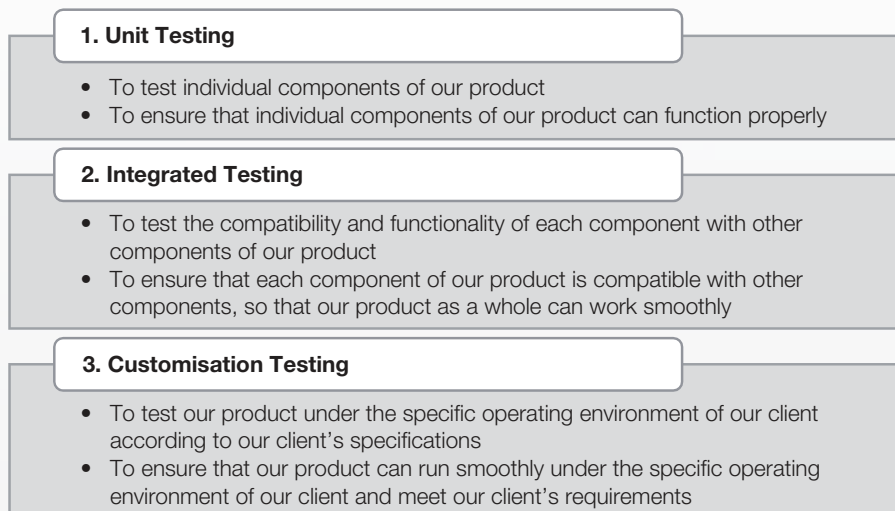 1. Unit Testing
• To test individual components of our product
• To ensure that individual components of our product can function properly
2. Integrated Testing
• To test the compatibility and functionality of each component with other
components of our product
• To ensure that each component of our product is compatible with other
components, so that our product as a whole can work smoothly
3. Customisation Testing
• To test our product under the specific operating environment of our client
according to our client's specifications
• To ensure that our product can run smoothly under the specific operating
environment of our client and meet our client's requirements